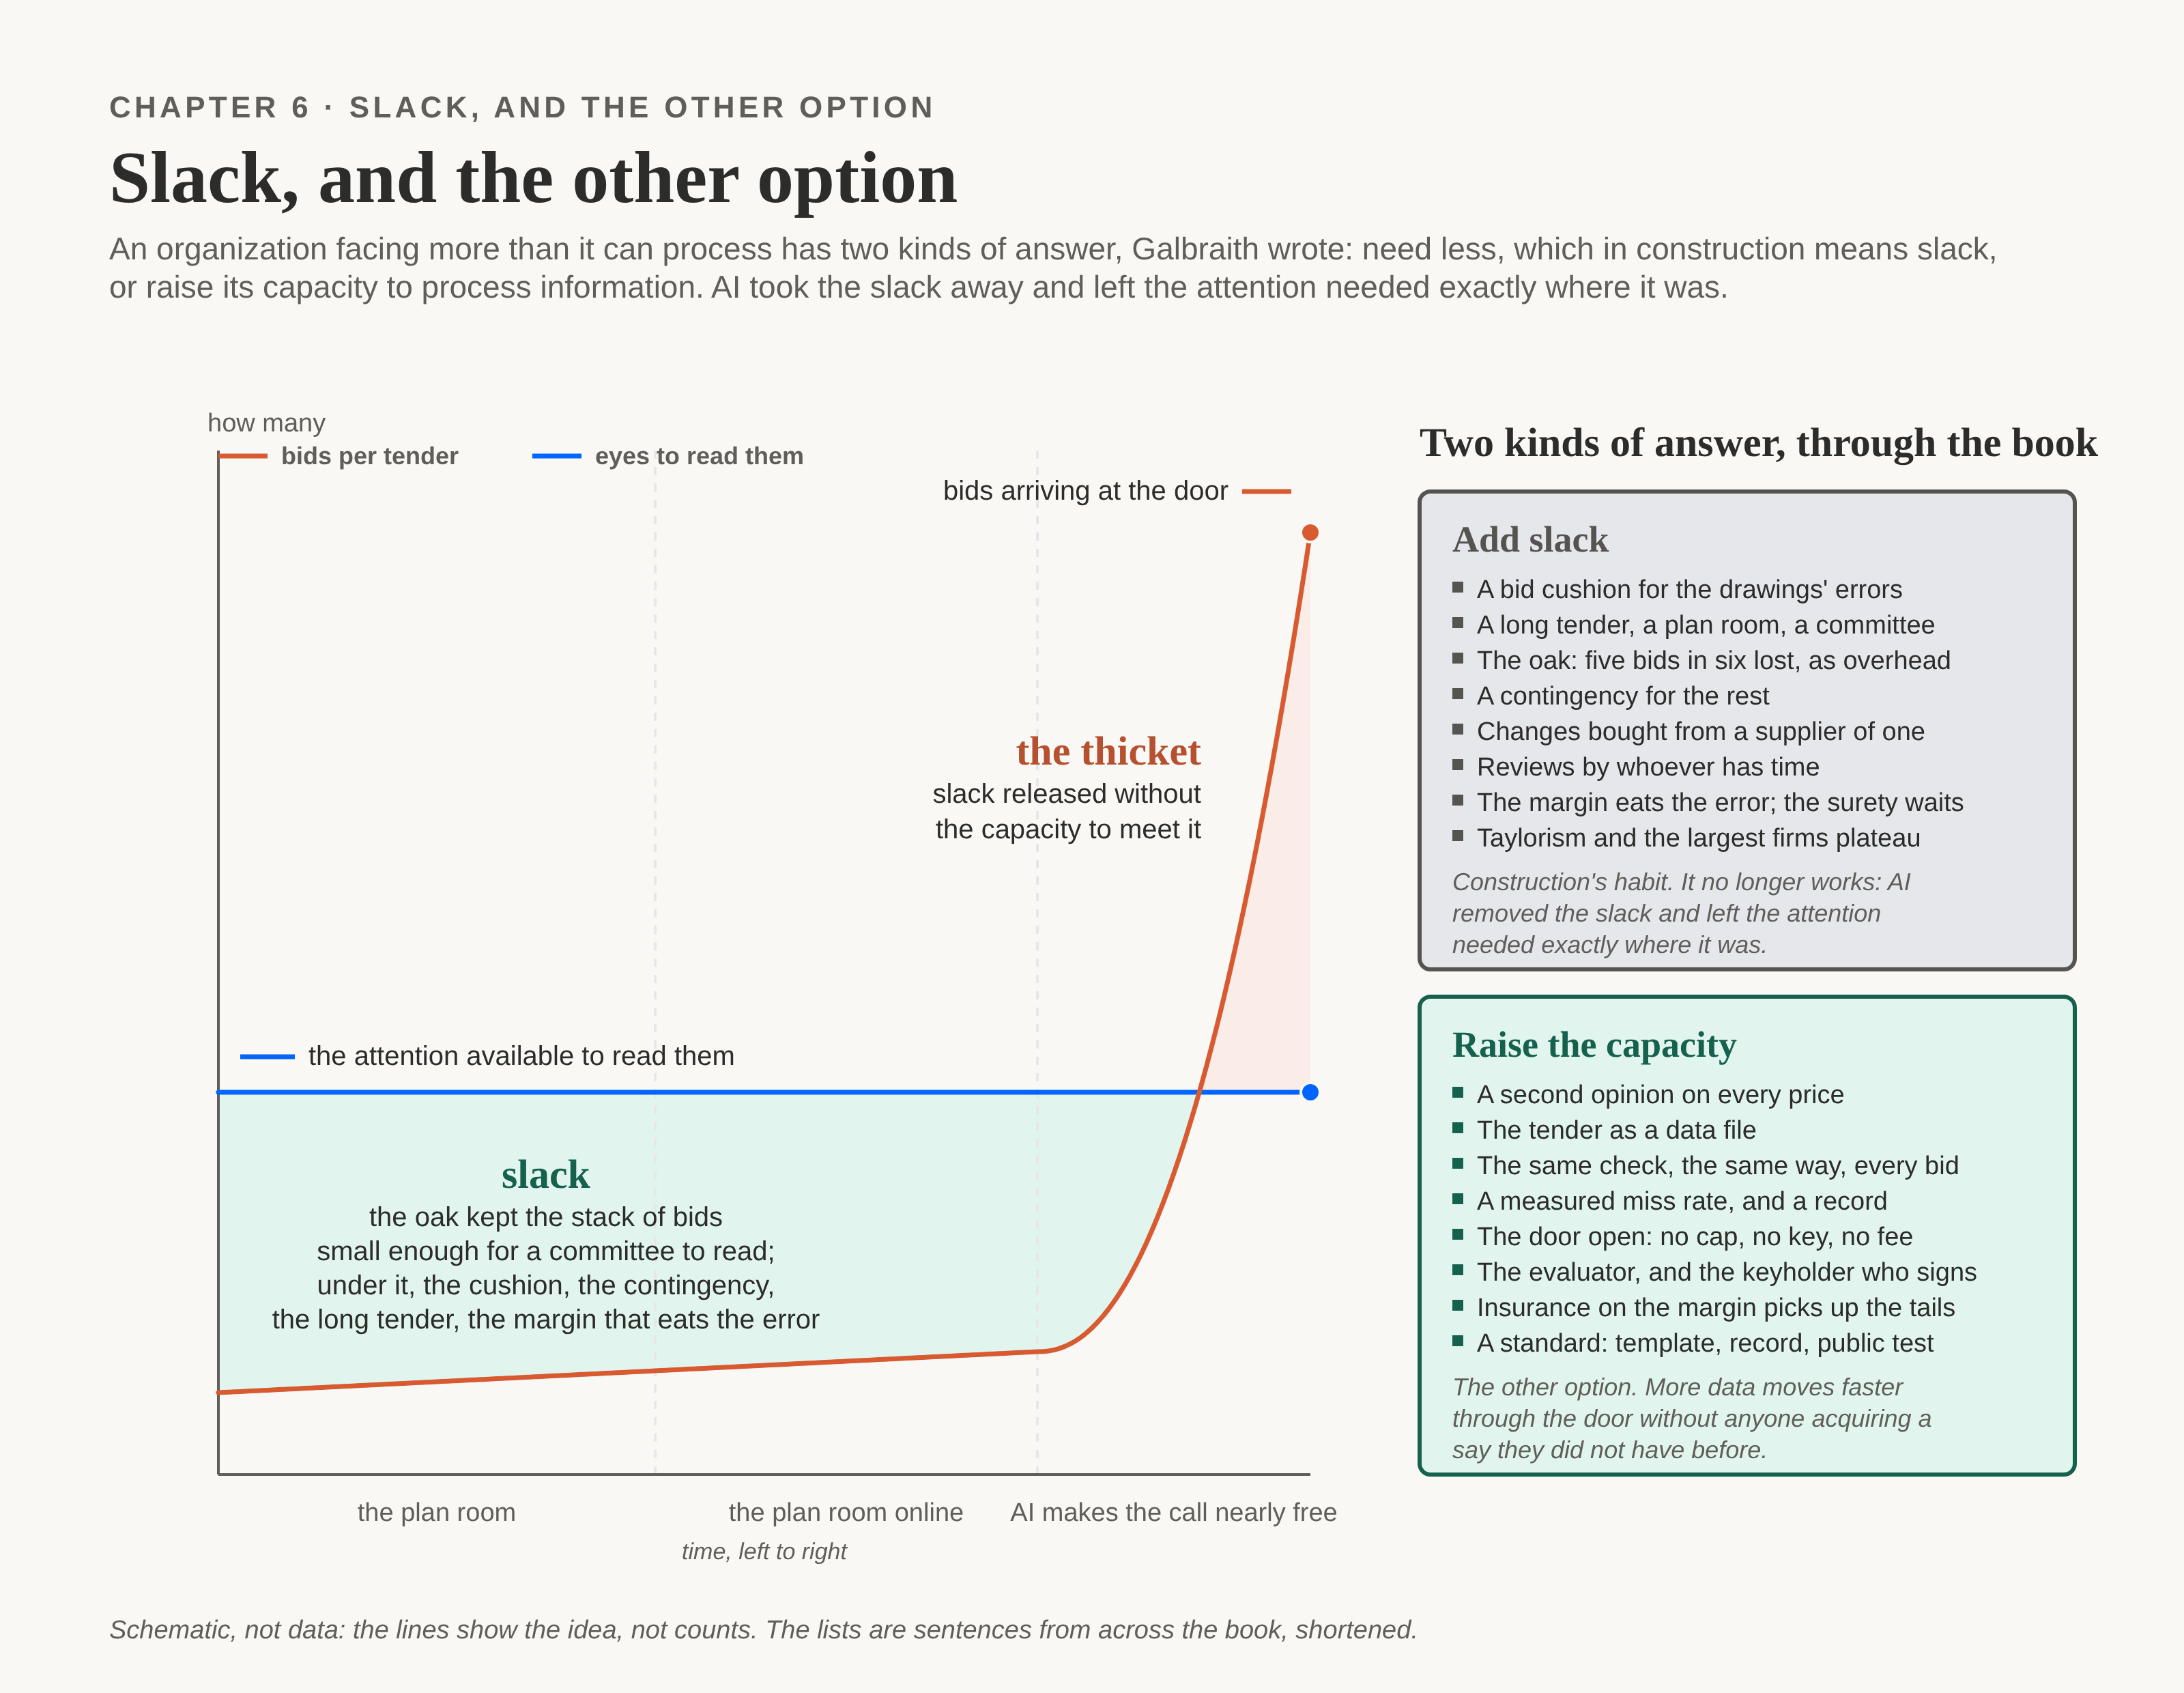 CHAPTER 6 · SLACK, AND THE OTHER OPTION
Slack, and the other option
An organization facing more than it can process has two kinds of answer, Galbraith wrote: need less, which in construction means slack,
or raise its capacity to process information. AI took the slack away and left the attention needed exactly where it was.
how many
bids per tender
eyes to read them
bids arriving at the door
the thicket
slack released without
the capacity to meet it
the attention available to read them
slack
the oak kept the stack of bids
small enough for a committee to read;
under it, the cushion, the contingency,
the long tender, the margin that eats the error
the plan room
the plan room online
AI makes the call nearly free
time, left to right
Two kinds of answer, through the book
Add slack
A bid cushion for the drawings' errors
A long tender, a plan room, a committee
The oak: five bids in six lost, as overhead
A contingency for the rest
Changes bought from a supplier of one
Reviews by whoever has time
The margin eats the error; the surety waits
Taylorism and the largest firms plateau
Construction's habit. It no longer works: AI
removed the slack and left the attention
needed exactly where it was.
Raise the capacity
A second opinion on every price
The tender as a data file
The same check, the same way, every bid
A measured miss rate, and a record
The door open: no cap, no key, no fee
The evaluator, and the keyholder who signs
Insurance on the margin picks up the tails
A standard: template, record, public test
The other option. More data moves faster
through the door without anyone acquiring a
say they did not have before.
Schematic, not data: the lines show the idea, not counts. The lists are sentences from across the book, shortened.